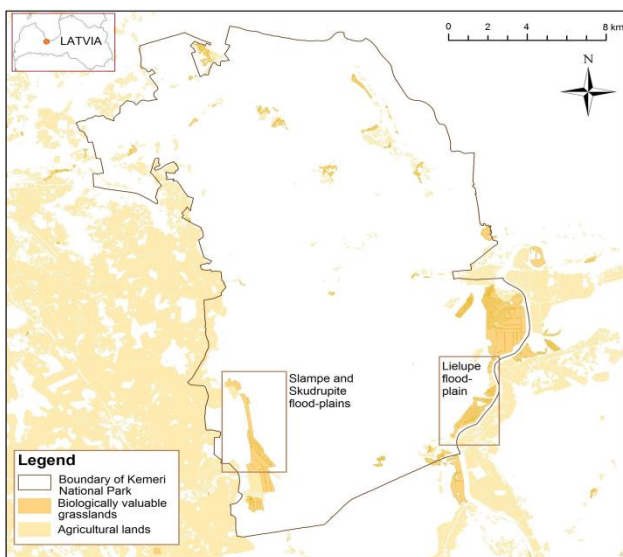 LATVIA
0 2 4 8 km
N
Slampe and
Skudrupite
flood-plains
Lielupe
flood-
plain
Legend
Boundary of Kemeri
National Park
Biologically valuable
grasslands
Agricultural lands